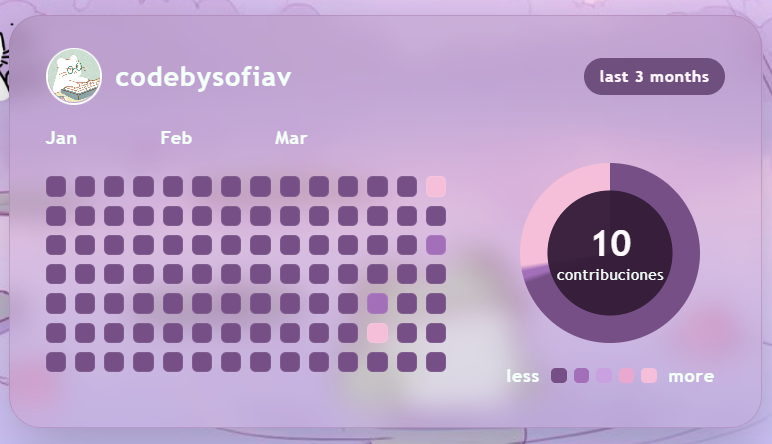 codebysofiav
last 3 months
Jan Feb Mar
10
contribuciones
less more